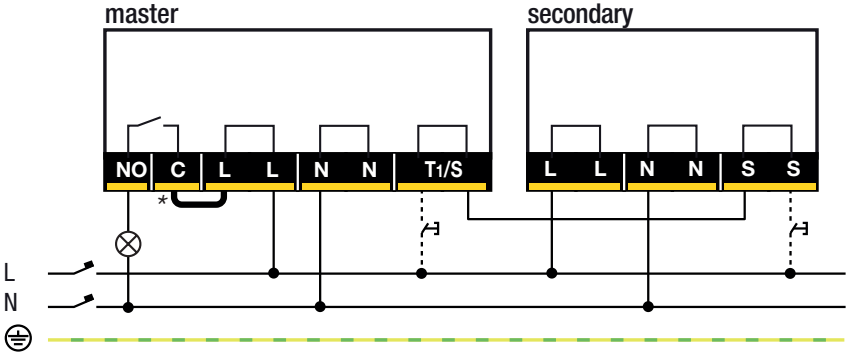 master secondary
NO C L L N N T1/S L L N N S S
*
L
N